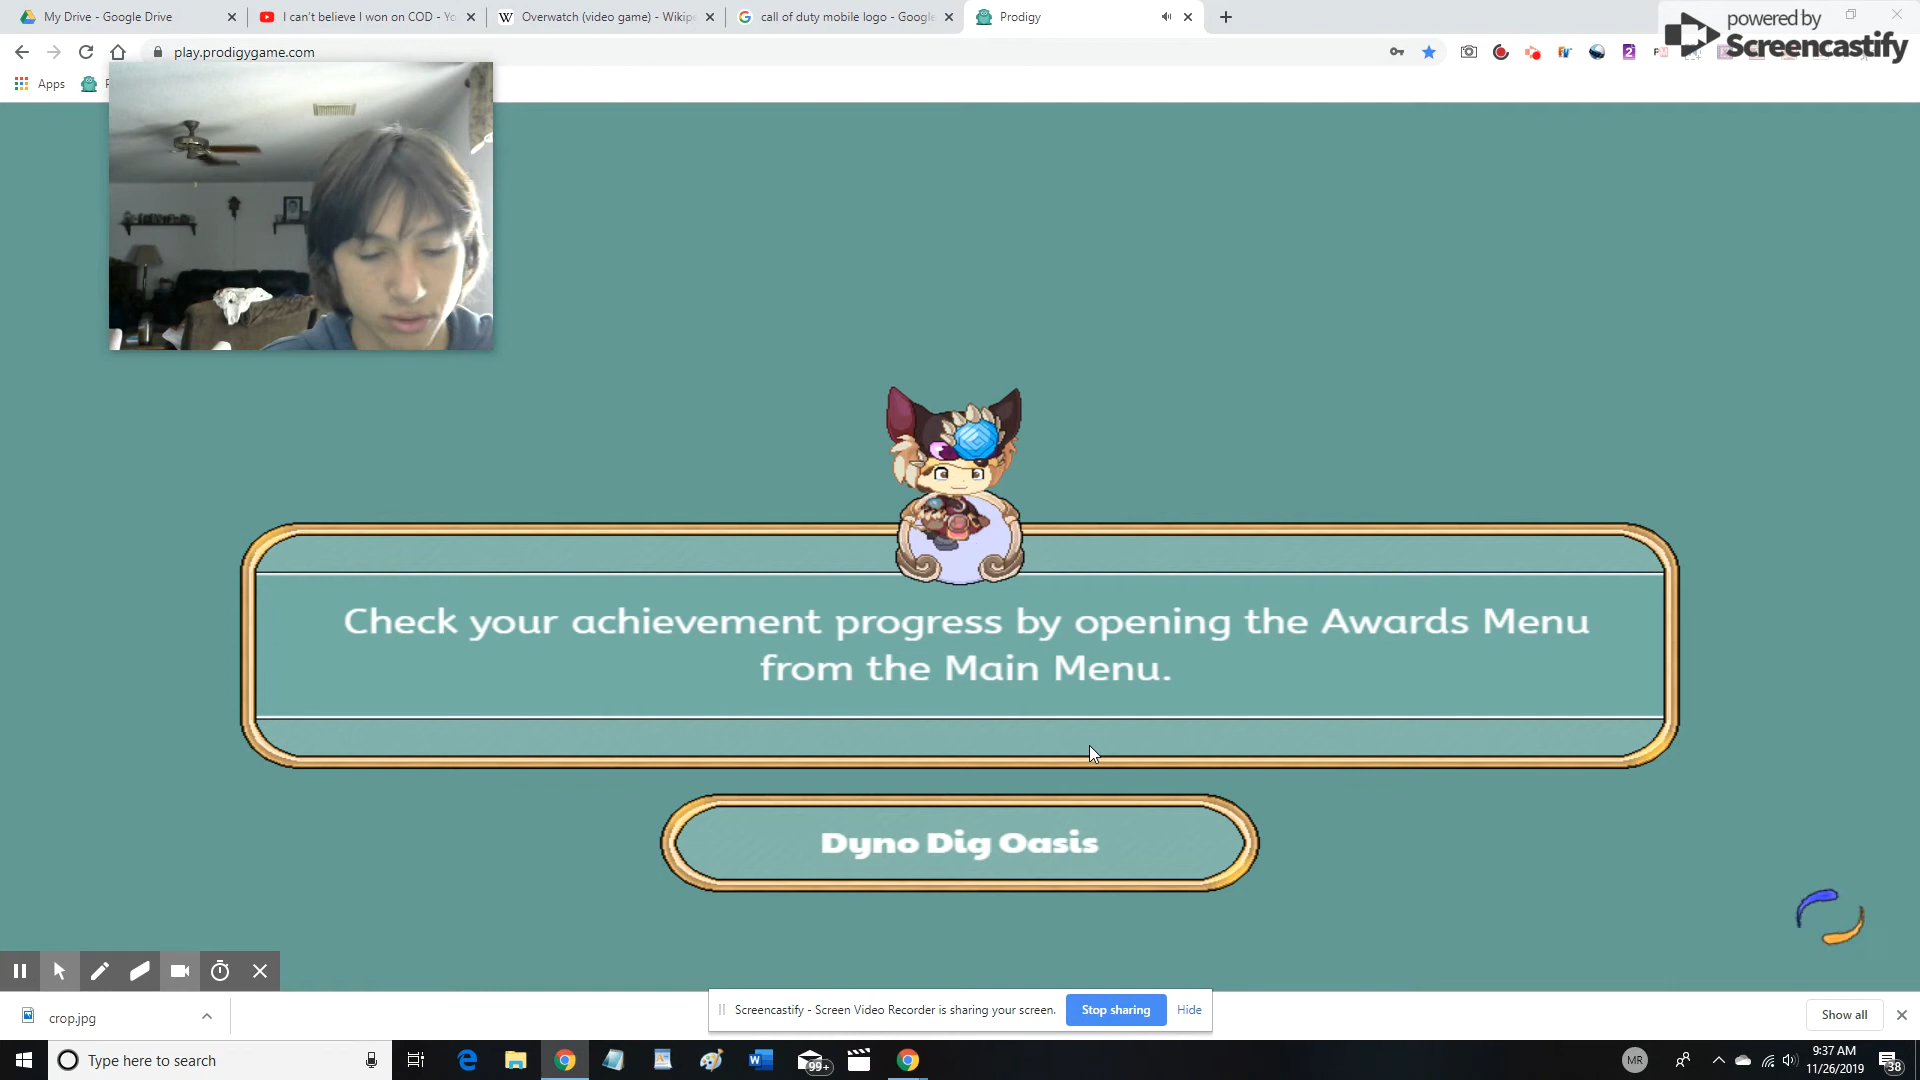 My Drive - Google Drive
I can't believe I won on COD - Yo
Overwatch (video game) - Wikip
call of duty mobile logo - Google
Prodigy
powered by
Screencastify
play.prodigygame.com
Apps
Check your achievement progress by opening the Awards Menu
from the Main Menu.
Dyno Dig Oasis
crop.jpg
Screencastify - Screen Video Recorder is sharing your screen.
Stop sharing
Hide
Show all
Type here to search
99+
MR
9:37 AM
11/26/2019
38